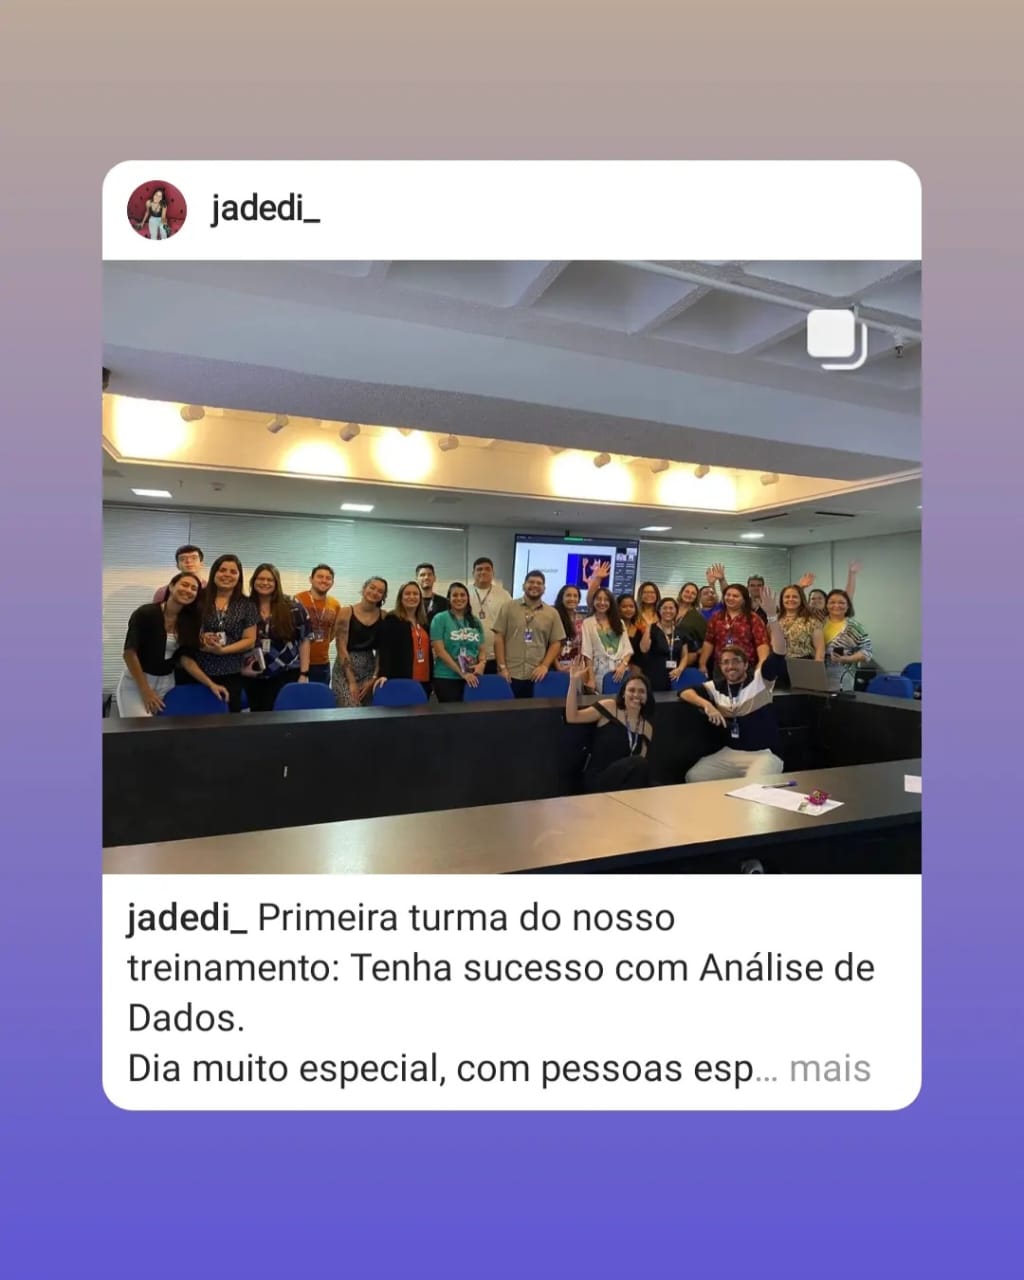 jadedi_
Sesc
jadedi_ Primeira turma do nosso
treinamento: Tenha sucesso com Análise de
Dados.
Dia muito especial, com pessoas esp... mais